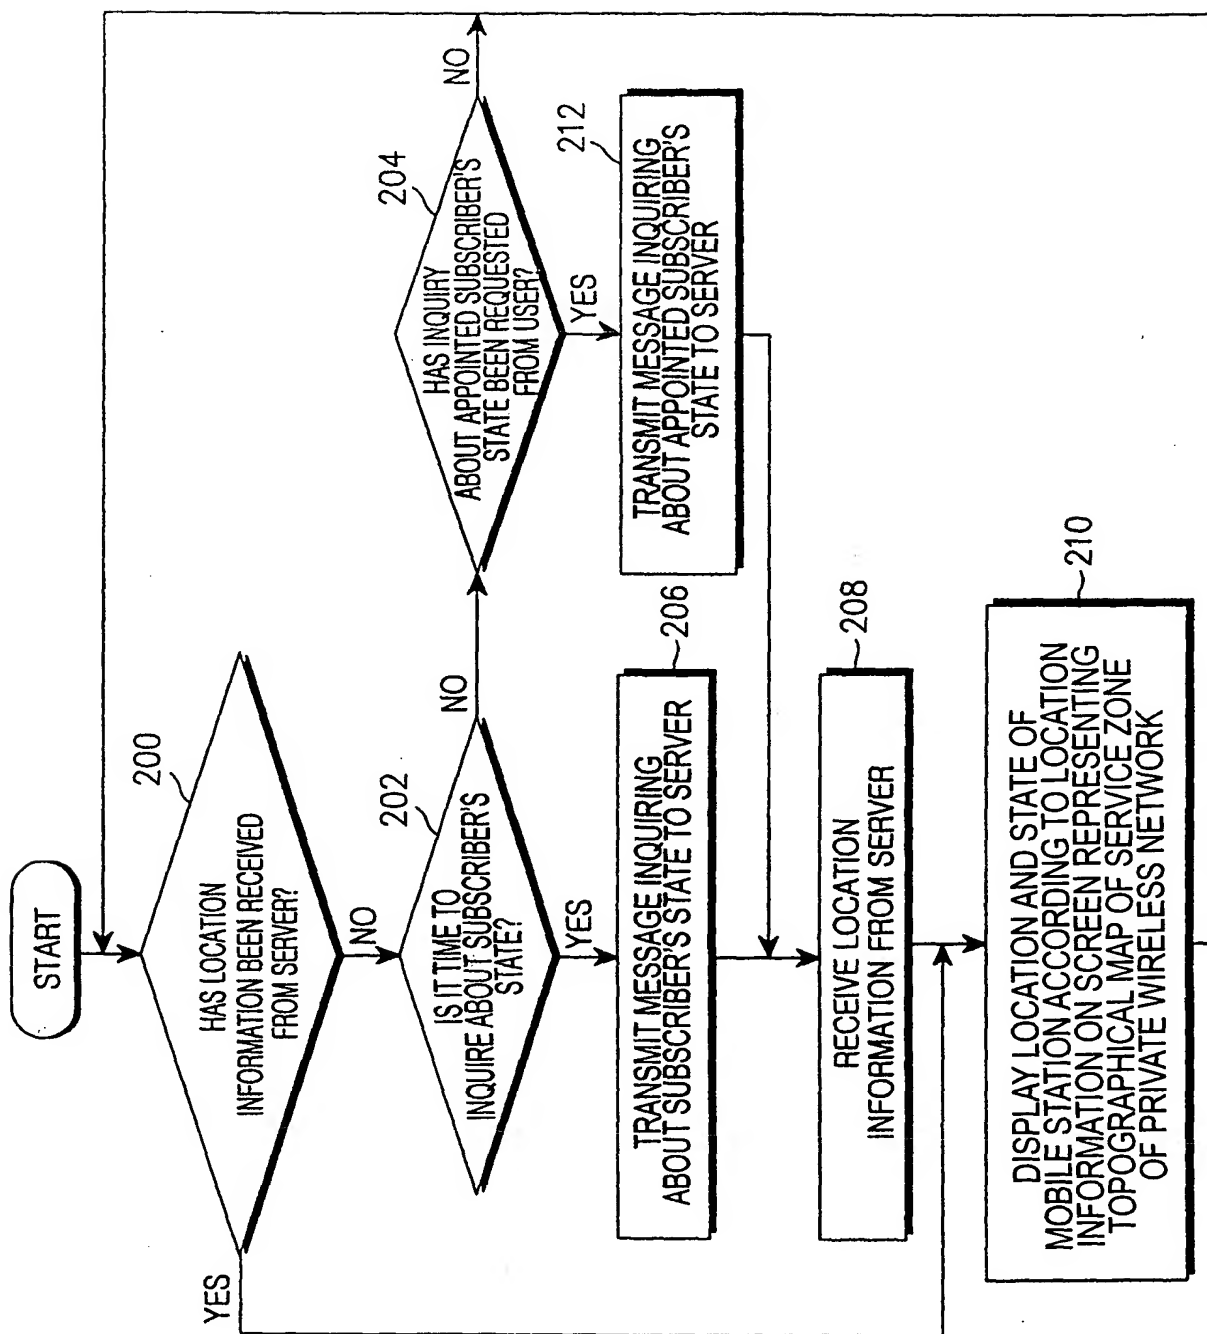 START
200
HAS LOCATION
INFORMATION BEEN RECEIVED
FROM SERVER?
YES
NO
202
IS IT TIME TO
INQUIRE ABOUT SUBSCRIBER'S
STATE?
NO
YES
204
HAS INQUIRY
ABOUT APPOINTED SUBSCRIBER'S
STATE BEEN REQUESTED
FROM USER?
NO
YES
206
TRANSMIT MESSAGE INQUIRING
ABOUT SUBSCRIBER'S STATE TO SERVER
212
TRANSMIT MESSAGE INQUIRING
ABOUT APPOINTED SUBSCRIBER'S
STATE TO SERVER
208
RECEIVE LOCATION
INFORMATION FROM SERVER
210
DISPLAY LOCATION AND STATE OF
MOBILE STATION ACCORDING TO LOCATION
INFORMATION ON SCREEN REPRESENTING
TOPOGRAPHICAL MAP OF SERVICE ZONE
OF PRIVATE WIRELESS NETWORK